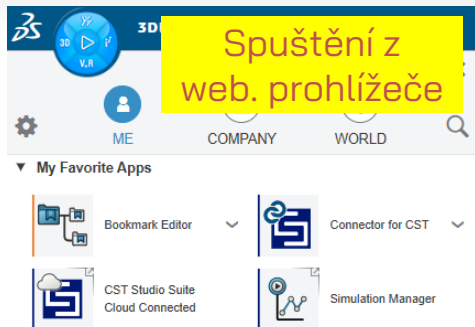 3D
Spuštění z
web. prohlížeče
3D
V.R
ME
COMPANY
WORLD
My Favorite Apps
Bookmark Editor
Connector for CST
CST Studio Suite
Cloud Connected
Simulation Manager